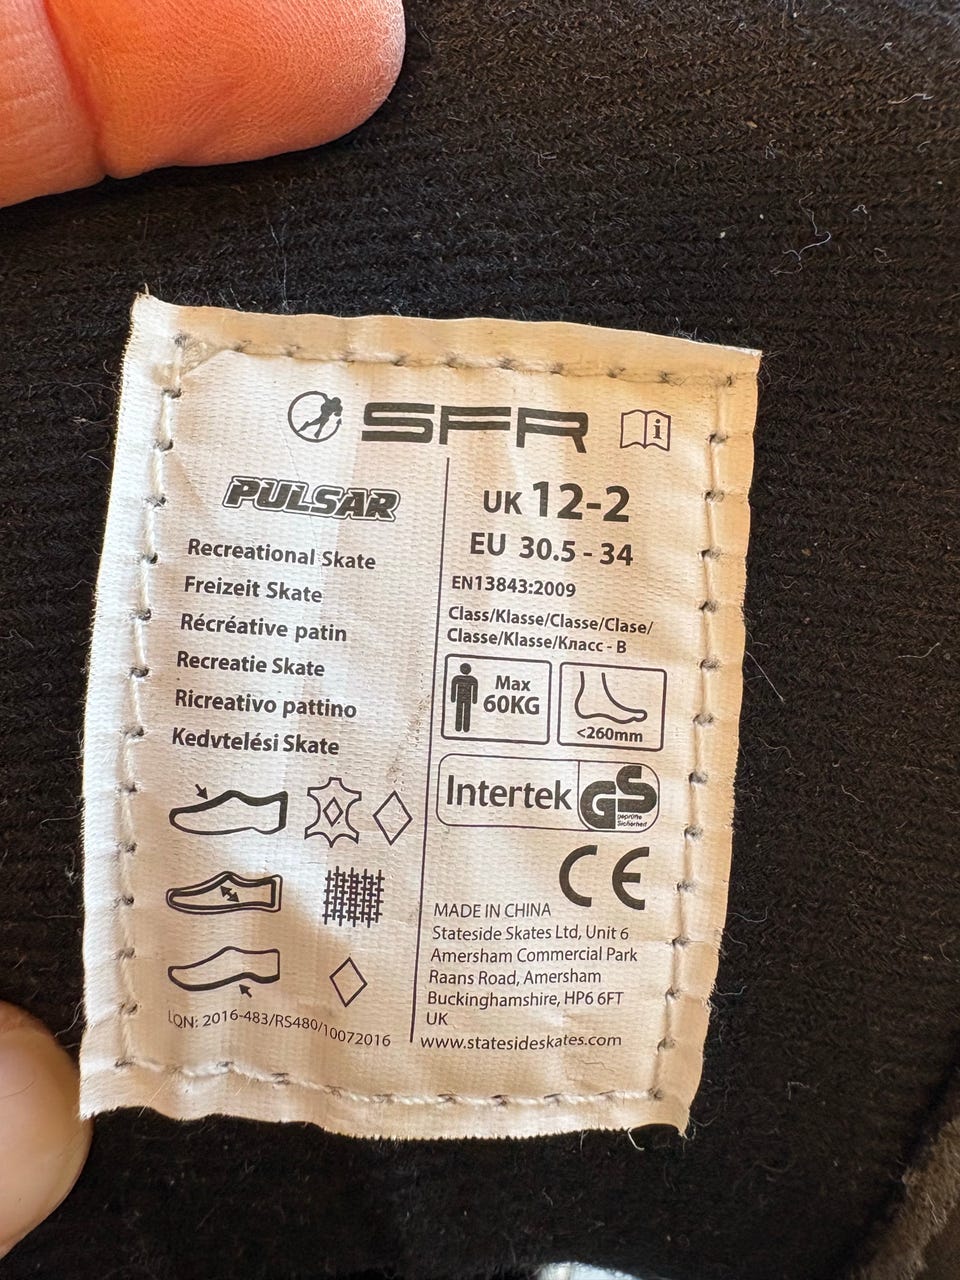 SFR
i
PULSAR
Recreational Skate
Freizeit Skate
Récréative patin
Recreatie Skate
Ricreativo pattino
Kedvtelési Skate
LQN: 2016-483/RS480/10072016
UK 12-2
EU 30.5 - 34
EN13843:2009
Class/Klasse/Classe/Clase/
Classe/Klasse/Класс - B
Max
60KG
<260mm
Intertek
GS
geprüfte
Sicherheit
CE
MADE IN CHINA
Stateside Skates Ltd, Unit 6
Amersham Commercial Park
Raans Road, Amersham
Buckinghamshire, HP6 6FT
UK
www.statesideskates.com